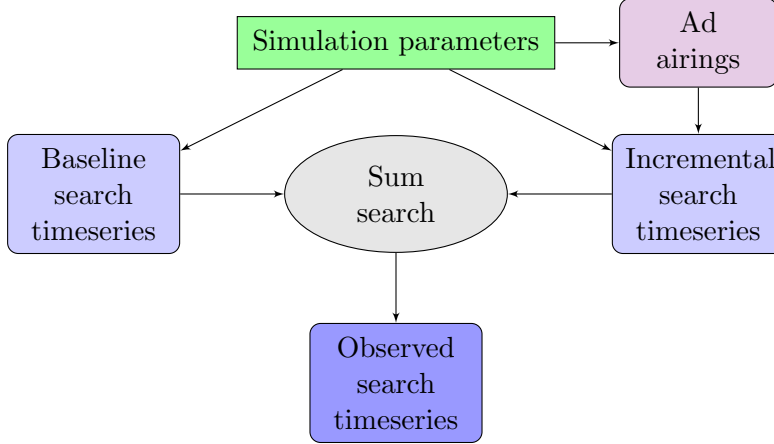 Simulation parameters
Ad
airings
Baseline
search
timeseries
Sum
search
Incremental
search
timeseries
Observed
search
timeseries